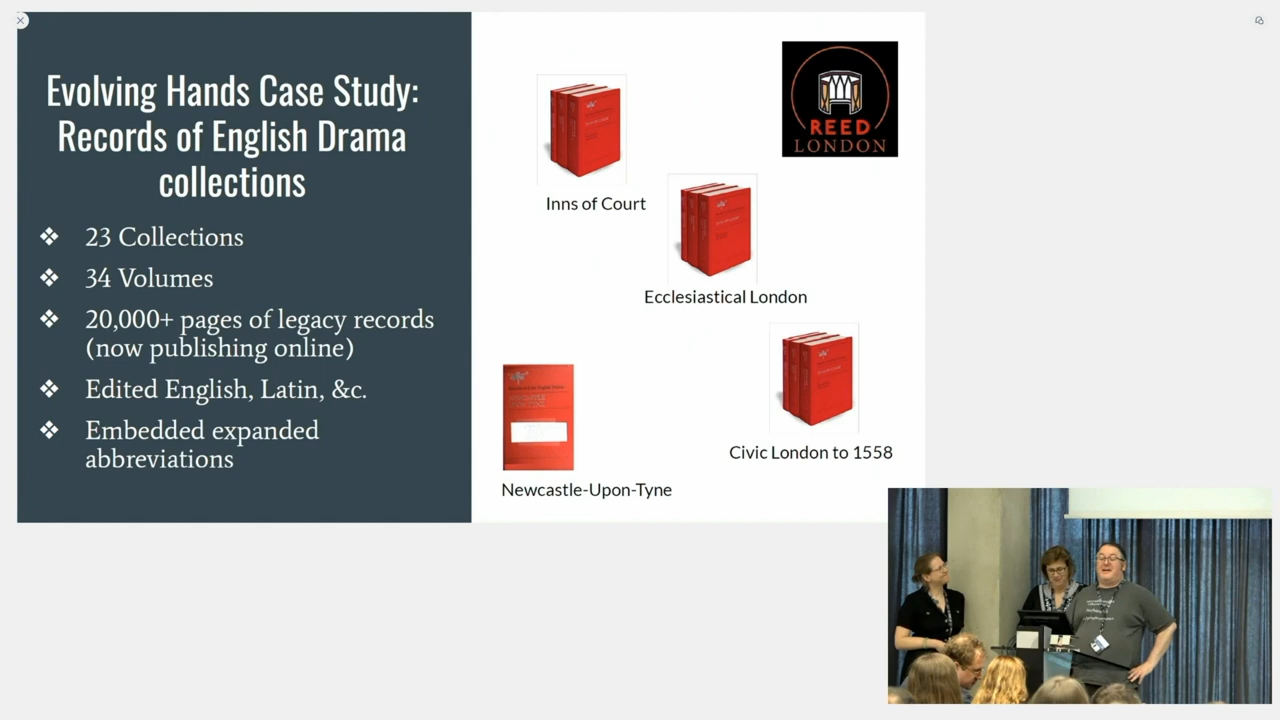 Evolving Hands Case Study:
Records of English Drama
collections
❖ 23 Collections
❖ 34 Volumes
❖ 20,000+ pages of legacy records
(now publishing online)
❖ Edited English, Latin, &c.
❖ Embedded expanded
abbreviations
REED
LONDON
Inns of Court
Ecclesiastical London
Civic London to 1558
Newcastle-Upon-Tyne